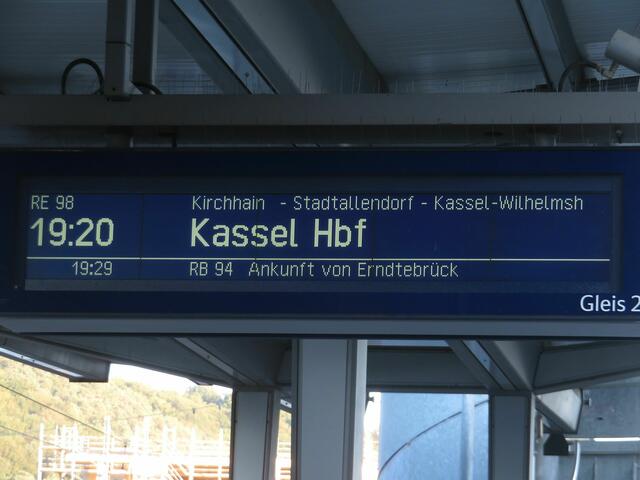 RE 98 Kirchhain - Stadtallendorf - Kassel-Wilhelmsh
19:20 Kassel Hbf
19:29 RB 94 Ankunft von Erndtebrück
Gleis 2